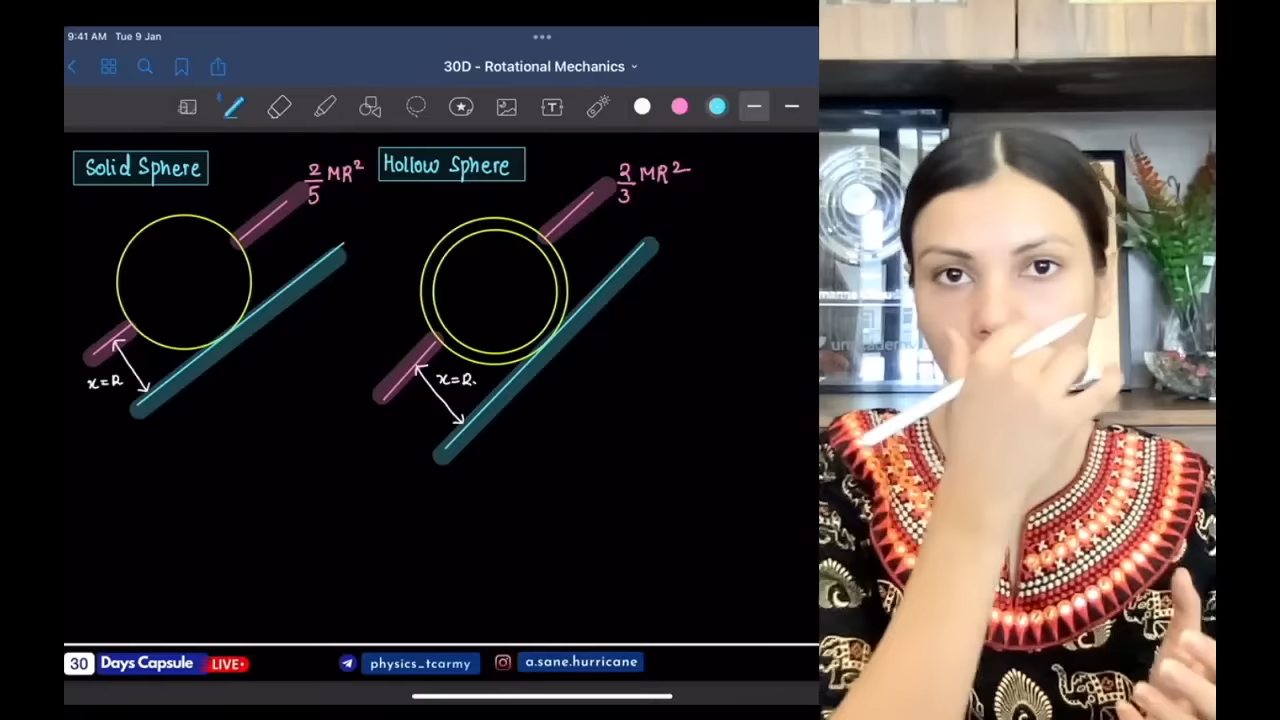 9:41 AM Tue 9 Jan
30D - Rotational Mechanics
Solid Sphere
2/5 MR²
Hollow Sphere
2/3 MR²
x=R
x=R.
30 Days Capsule LIVE
physics_tcarmy
a.sane.hurricane